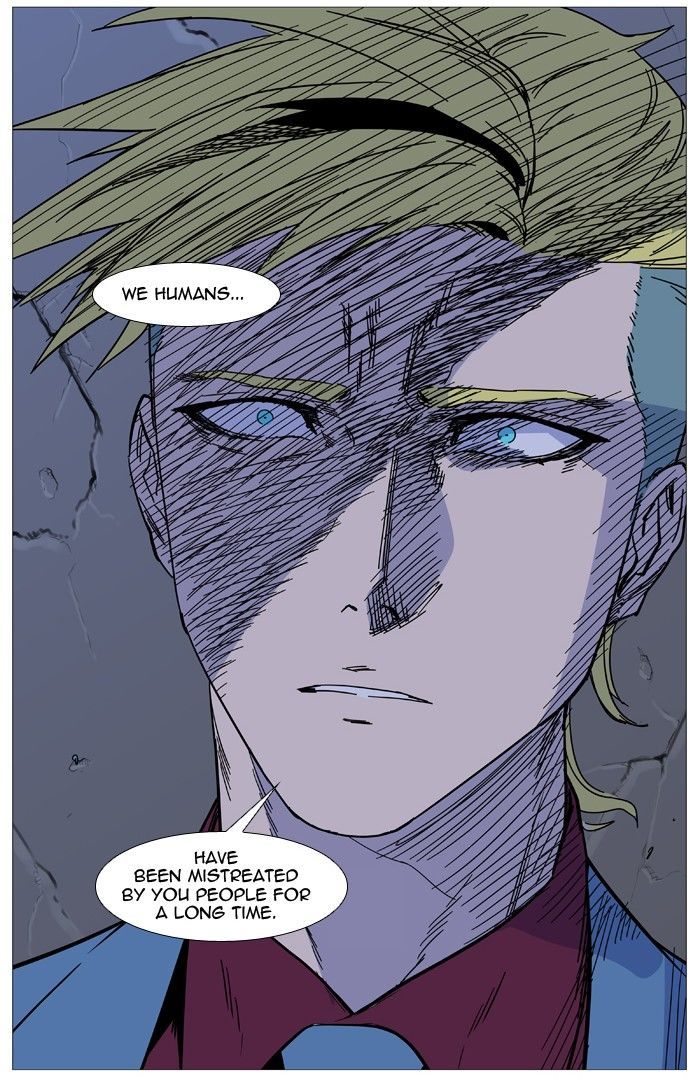 WE HUMANS...
HAVE
BEEN MISTREATED
BY YOU PEOPLE FOR
A LONG TIME.